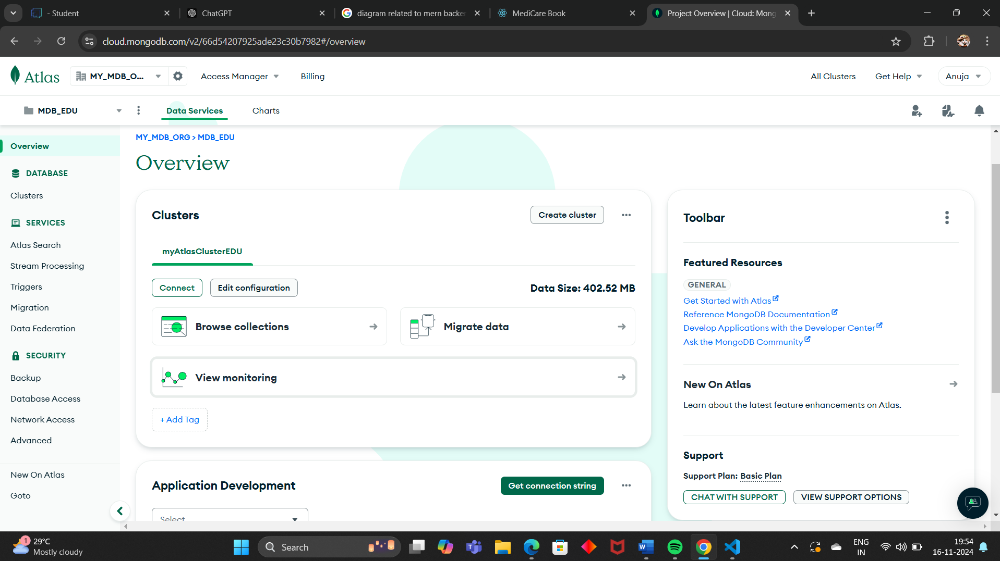 - Student
ChatGPT
diagram related to mern backer
MediCare Book
Project Overview | Cloud: Mong
cloud.mongodb.com/v2/66d54207925ade23c30b7982#/overview
Atlas
MY_MDB_O...
Access Manager
Billing
All Clusters
Get Help
Anuja
MDB_EDU
Data Services
Charts
Overview
DATABASE
Clusters
SERVICES
Atlas Search
Stream Processing
Triggers
Migration
Data Federation
SECURITY
Backup
Database Access
Network Access
Advanced
New On Atlas
Goto
MY_MDB_ORG > MDB_EDU
Overview
Clusters
Create cluster
myAtlasClusterEDU
Connect
Edit configuration
Data Size: 402.52 MB
Browse collections
Migrate data
View monitoring
+ Add Tag
Application Development
Get connection string
Select
Toolbar
Featured Resources
GENERAL
Get Started with Atlas
Reference MongoDB Documentation
Develop Applications with the Developer Center
Ask the MongoDB Community
New On Atlas
Learn about the latest feature enhancements on Atlas.
Support
Support Plan: Basic Plan
CHAT WITH SUPPORT
VIEW SUPPORT OPTIONS
1
29°C
Mostly cloudy
Search
ENG
IN
19:54
16-11-2024